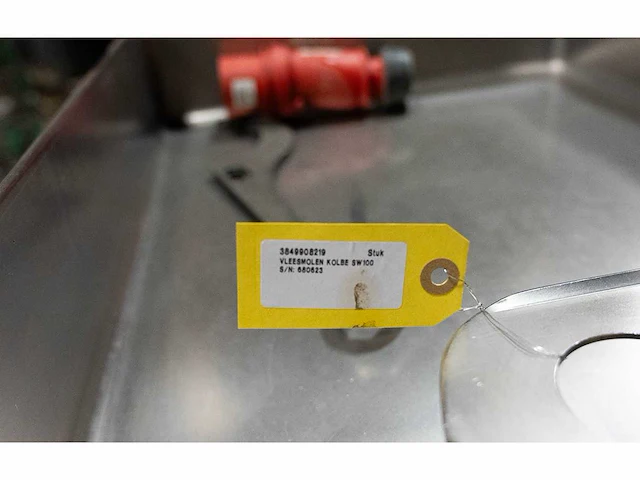 3849908219 Stuk
VLEESMOLEN KOLBE SW100
S/N: 680623